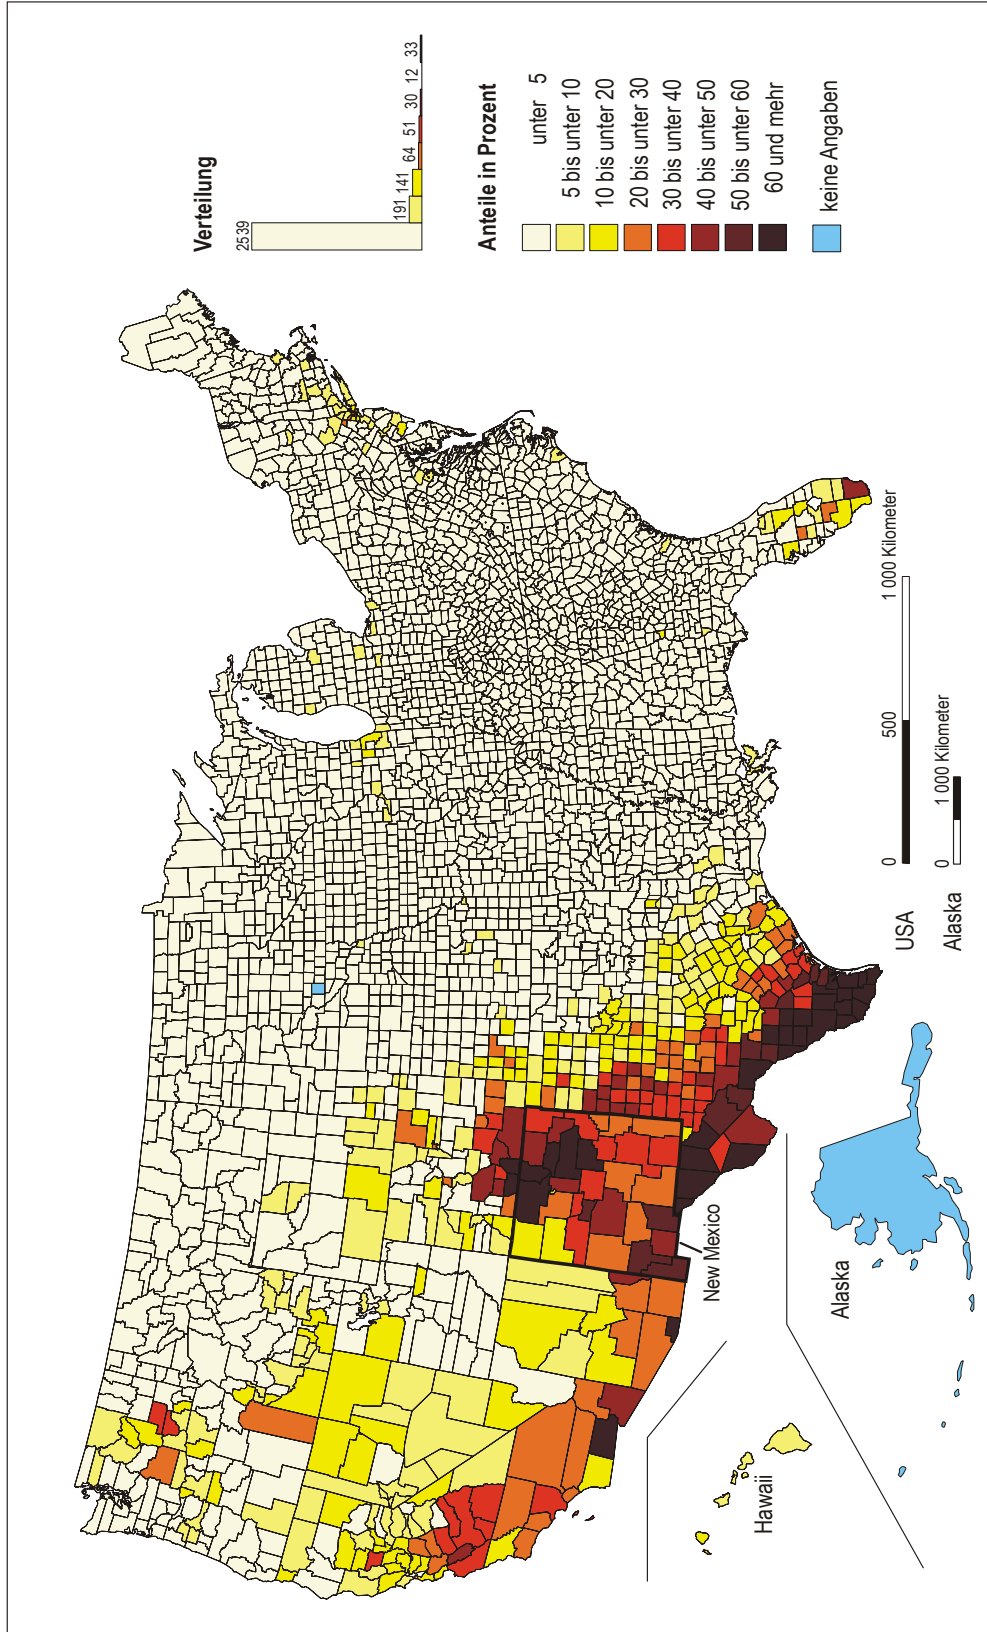 Verteilung
2539
191
141
64
51
30
12
33
Anteile in Prozent
unter 5
5 bis unter 10
10 bis unter 20
20 bis unter 30
30 bis unter 40
40 bis unter 50
50 bis unter 60
60 und mehr
keine Angaben
New Mexico
Hawaii
Alaska
USA
0
500
1 000 Kilometer
Alaska
0
1 000 Kilometer